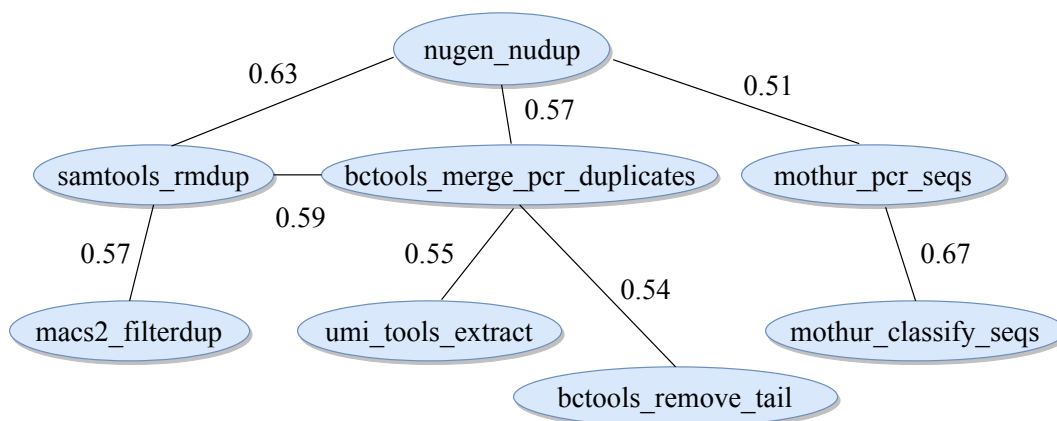 nugen_nudup
0.63
0.57
0.51
samtools_rmdup
bctools_merge_pcr_duplicates
mothur_pcr_seqs
0.59
0.57
0.55
0.54
0.67
macs2_filterdup
umi_tools_extract
mothur_classify_seqs
bctools_remove_tail